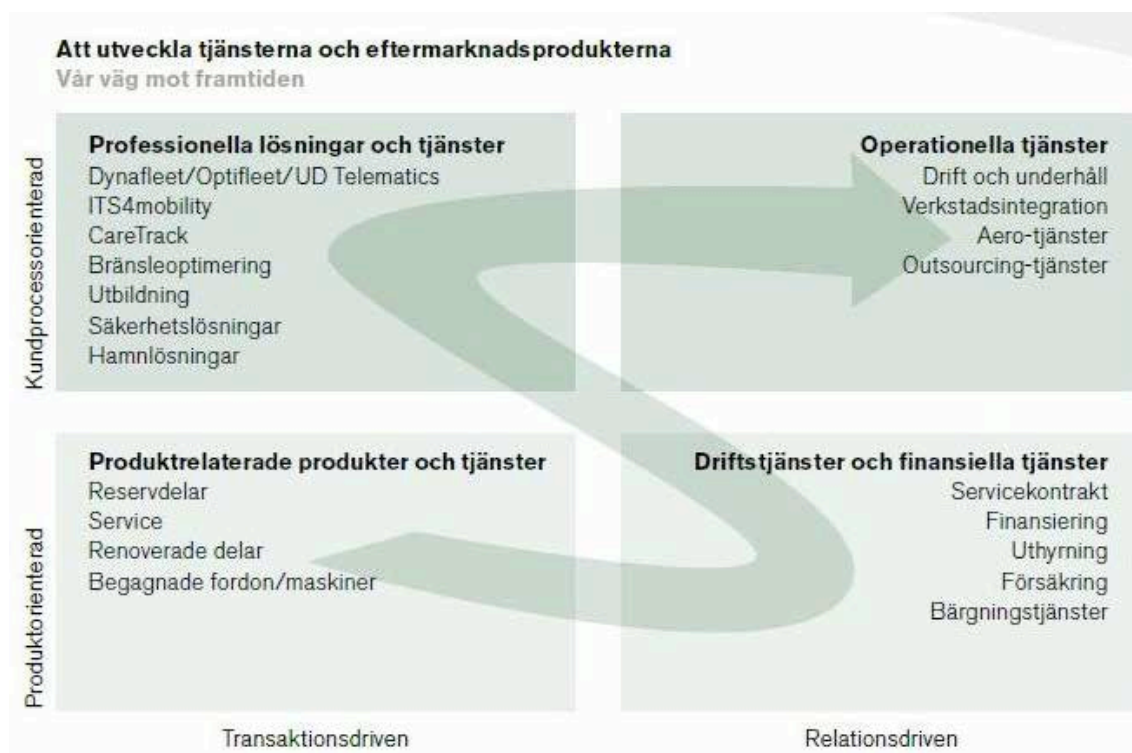 Att utveckla tjänsterna och eftermarknadsprodukterna
Vår väg mot framtiden
Kundprocessorienterad
Professionella lösningar och tjänster
Dynafleet/Optifleet/UD Telematics
ITS4mobility
CareTrack
Bränsleoptimering
Utbildning
Säkerhetslösningar
Hamnlösningar
Operationella tjänster
Drift och underhåll
Verkstadsintegration
Aero-tjänster
Outsourcing-tjänster
Produktorienterad
Produktrelaterade produkter och tjänster
Reservdelar
Service
Renoverade delar
Begagnade fordon/maskiner
Driftstjänster och finansiella tjänster
Servicekontrakt
Finansiering
Uthyrning
Försäkring
Bärgningstjänster
Transaktionsdriven
Relationsdriven